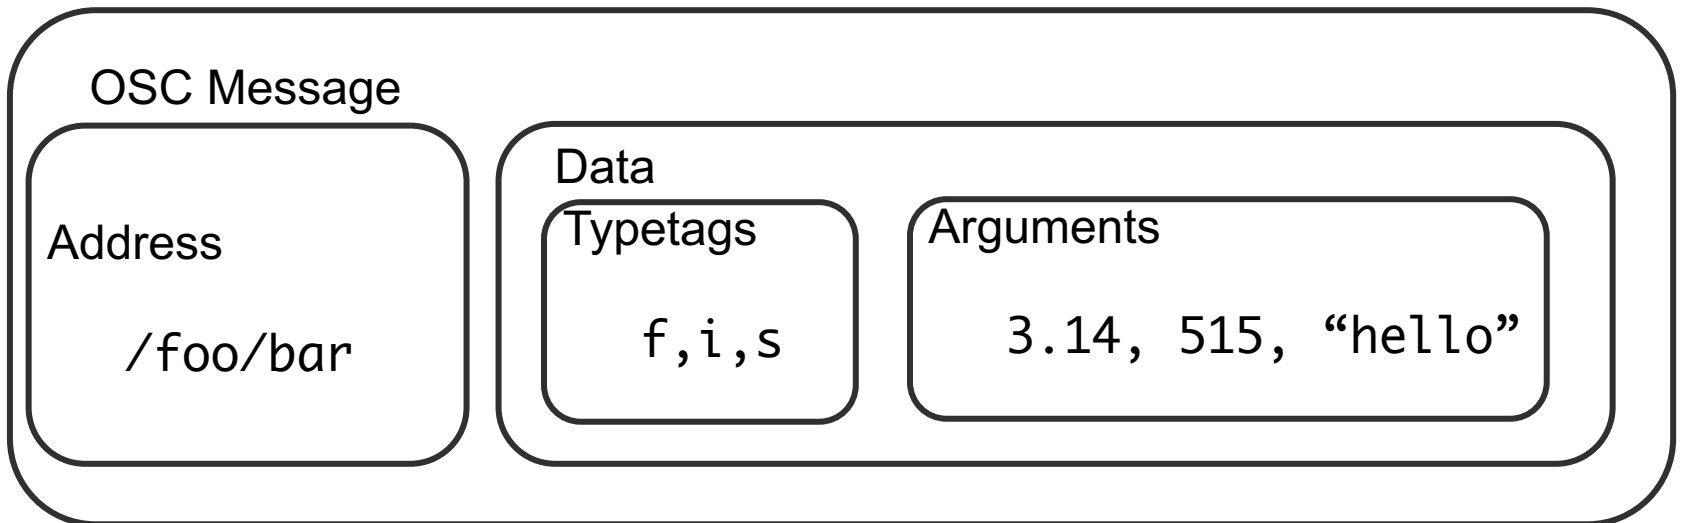 OSC Message
Address
/foo/bar
Data
Typetags
f,i,s
Arguments
3.14, 515, “hello”